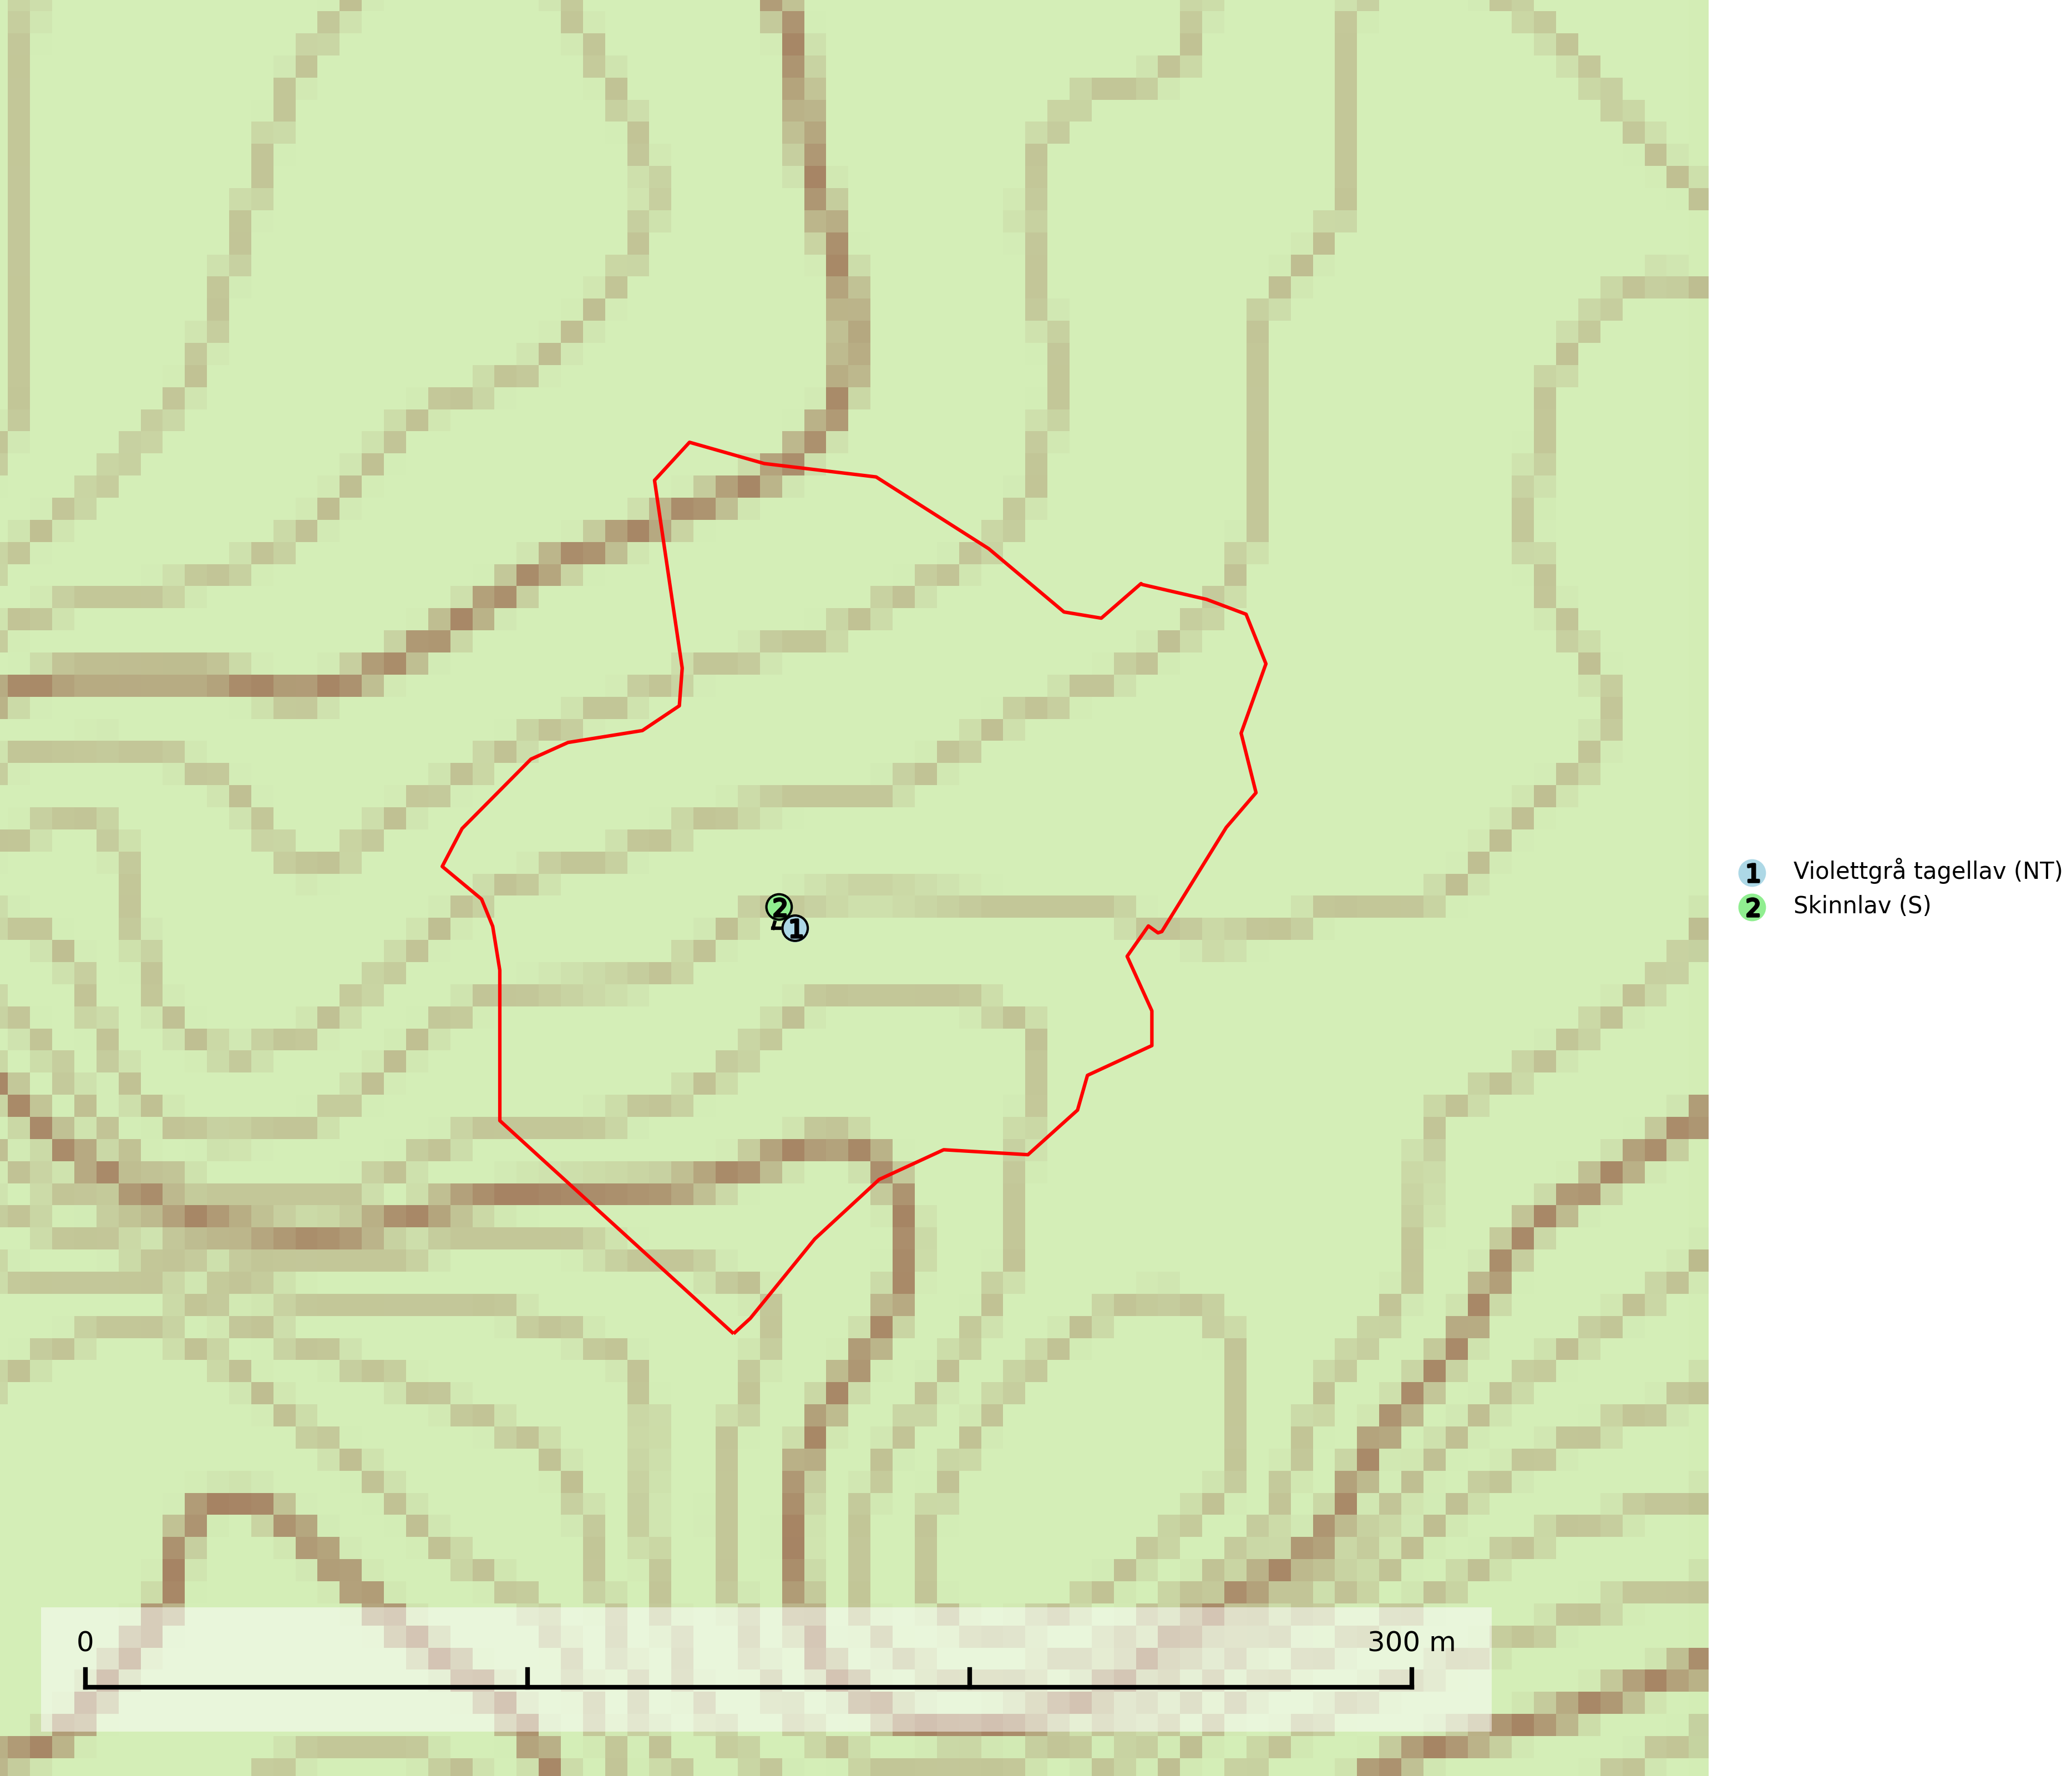 2
1
1 Violettgrå tagellav (NT)
2 Skinnlav (S)
0 300 m